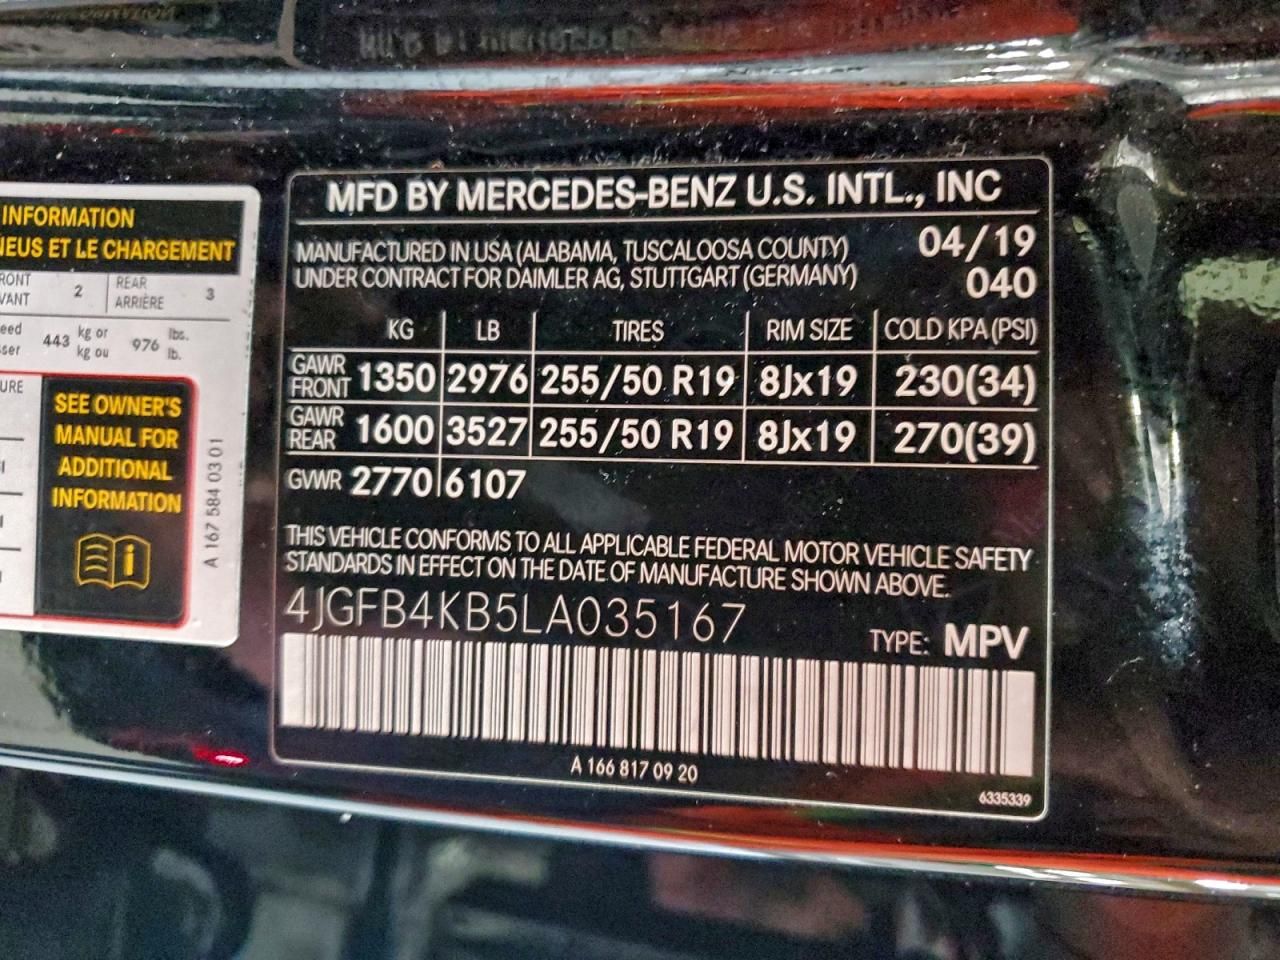 INFORMATION
NEUS ET LE CHARGEMENT
RONT
VANT
2
REAR
ARRIÈRE
3
eed
sser
443
kg or
kg ou
976
lbs.
lb.
URE
SEE OWNER'S
MANUAL FOR
ADDITIONAL
INFORMATION
A 167 584 03 01
MFD BY MERCEDES-BENZ U.S. INTL., INC
MANUFACTURED IN USA (ALABAMA, TUSCALOOSA COUNTY) 04/19
UNDER CONTRACT FOR DAIMLER AG, STUTTGART (GERMANY) 040
KG LB TIRES RIM SIZE COLD KPA (PSI)
GAWR FRONT 1350 2976 255/50 R19 8Jx19 230(34)
GAWR REAR 1600 3527 255/50 R19 8Jx19 270(39)
GVWR 2770 6107
THIS VEHICLE CONFORMS TO ALL APPLICABLE FEDERAL MOTOR VEHICLE SAFETY
STANDARDS IN EFFECT ON THE DATE OF MANUFACTURE SHOWN ABOVE.
4JGFB4KB5LA035167
TYPE: MPV
A 166 817 09 20
6335339